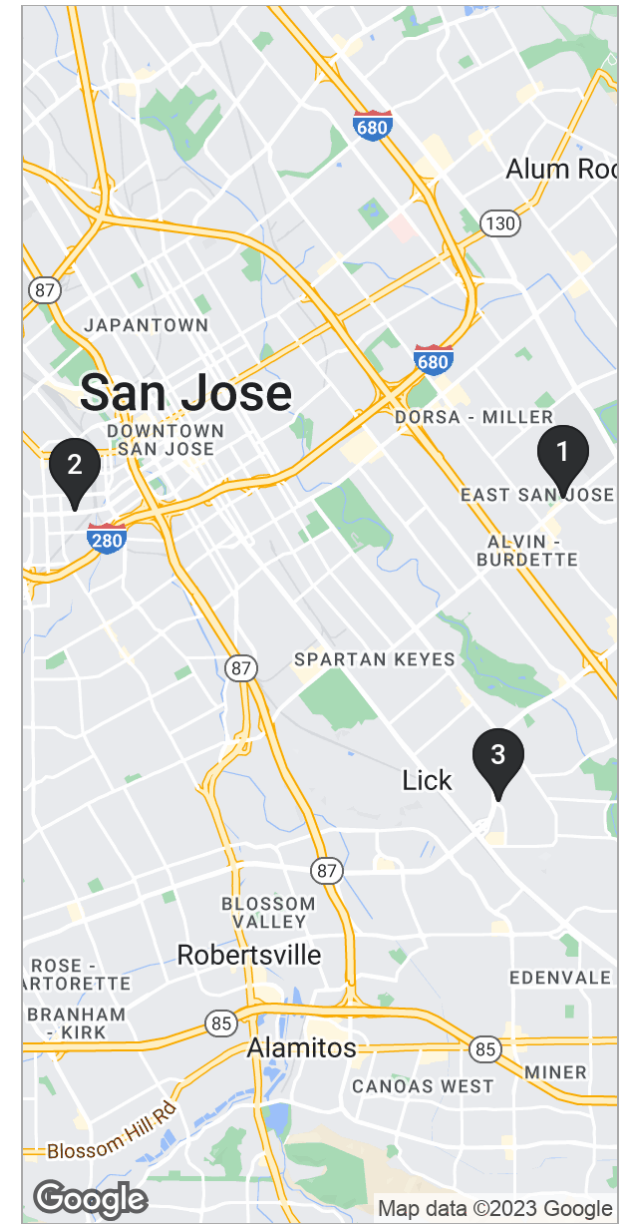 680
Alum Roc
130
87
JAPANTOWN
680
San Jose
DORSA - MILLER
DOWNTOWN
SAN JOSE
1
2
EAST SAN JOSE
280
ALVIN -
BURDETTE
SPARTAN KEYES
87
3
Lick
87
BLOSSOM
VALLEY
Robertsville
ROSE -
ARTORETTE
EDENVALE
BRANHAM
- KIRK
85
Alamitos
85
MINER
CANOAS WEST
Blossom Hill Rd
Google
Map data ©2023 Google